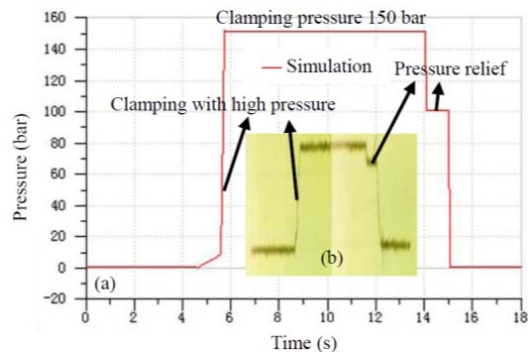 Clamping pressure 150 bar
160
140
120
100
80
60
40
20
0
−20
Pressure (bar)
Simulation
Pressure relief
Clamping with high pressure
(a)
(b)
0 2 4 6 8 10 12 14 16 18
Time (s)